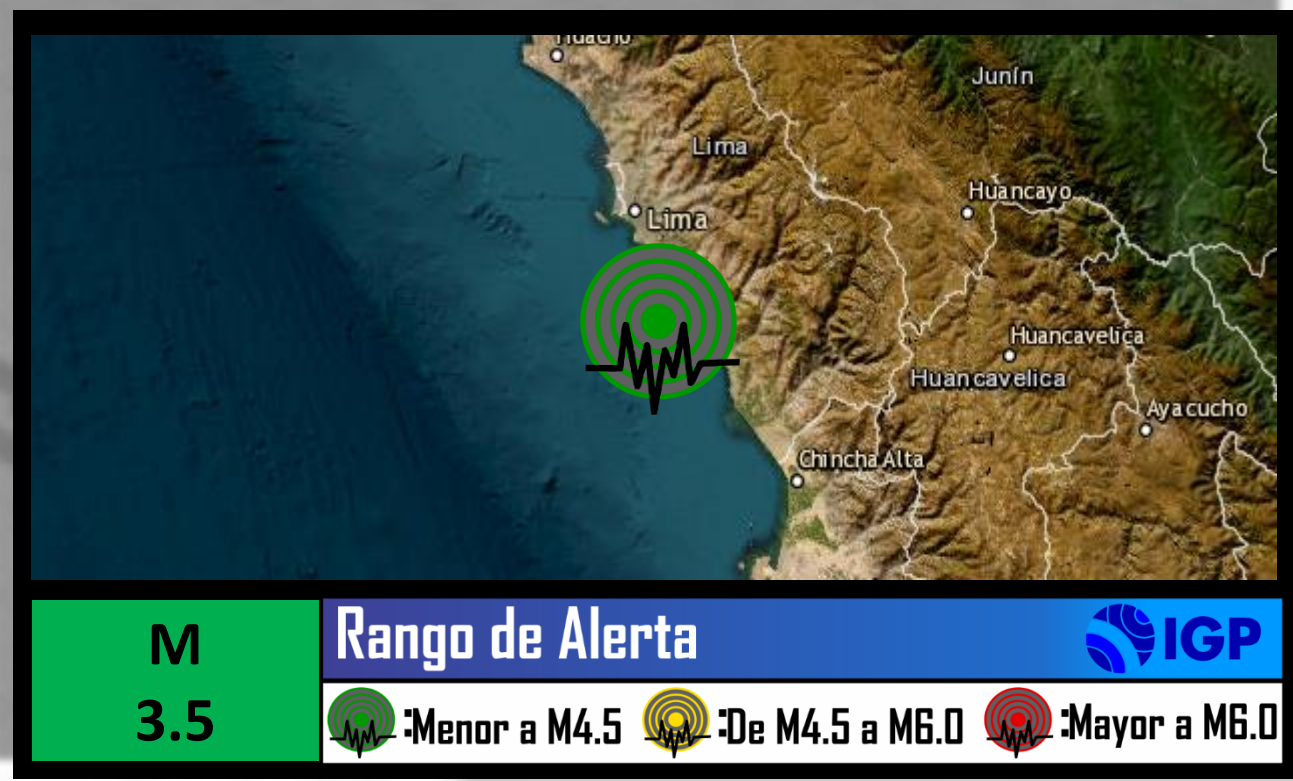 Huacho
Junín
Lima
Huancayo
Lima
Huancavelica
Huancavelica
Ayacucho
Chincha Alta
M
3.5
Rango de Alerta
IGP
:Menor a M4.5
:De M4.5 a M6.0
:Mayor a M6.0